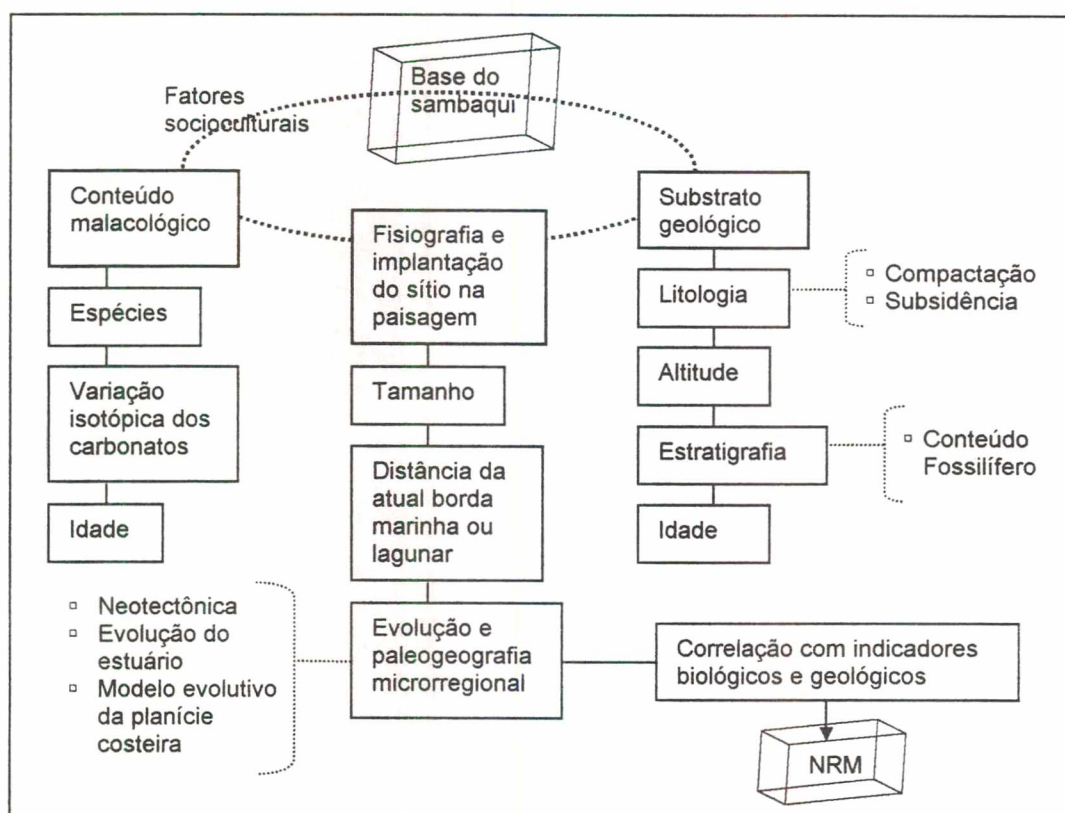 Base do
sambaqui
Fatores
socioculturais
Conteúdo
malacológico
Espécies
Variação
isotópica dos
carbonatos
Idade
Fisiografia e
implantação
do sítio na
paisagem
Tamanho
Distância da
atual borda
marinha ou
lagunar
Evolução e
paleogeografia
microrregional
Substrato
geológico
Litologia
Altitude
Estratigrafia
Idade
▫ Compactação
▫ Subsidência
▫ Conteúdo
Fossilífero
▫ Neotectônica
▫ Evolução do
estuário
▫ Modelo evolutivo
da planície
costeira
Correlação com indicadores
biológicos e geológicos
NRM